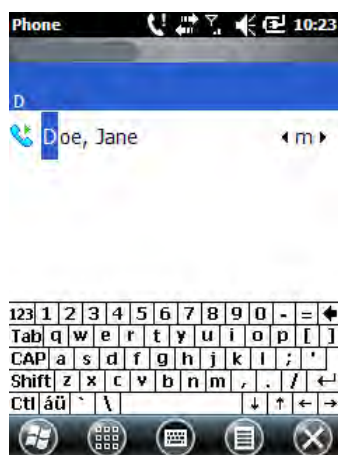 Phone 10:23
D
Doe, Jane m
123 1 2 3 4 5 6 7 8 9 0 - =
Tab q w e r t y u i o p [ ]
CAP a s d f g h j k l ; '
Shift z x c v b n m , . /
Ctl áü ` \